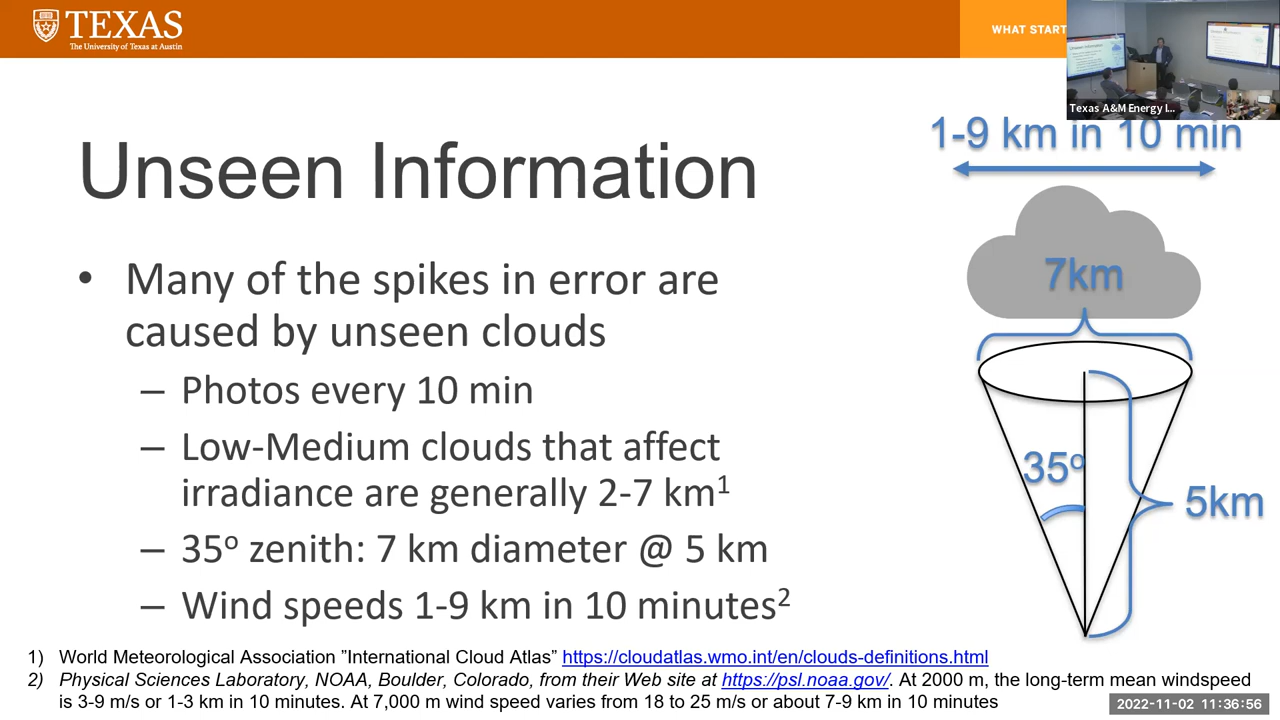 TEXAS
The University of Texas at Austin
WHAT START
Unseen Information
Texas A&M Energy I...
1-9 km in 10 min
Unseen Information
7km
35º
5km
• Many of the spikes in error are
caused by unseen clouds
– Photos every 10 min
– Low-Medium clouds that affect
irradiance are generally 2-7 km¹
– 35º zenith: 7 km diameter @ 5 km
– Wind speeds 1-9 km in 10 minutes²
1) World Meteorological Association ”International Cloud Atlas” https://cloudatlas.wmo.int/en/clouds-definitions.html
2) Physical Sciences Laboratory, NOAA, Boulder, Colorado, from their Web site at https://psl.noaa.gov/. At 2000 m, the long-term mean windspeed
is 3-9 m/s or 1-3 km in 10 minutes. At 7,000 m wind speed varies from 18 to 25 m/s or about 7-9 km in 10 minutes
2022-11-02 11:36:56